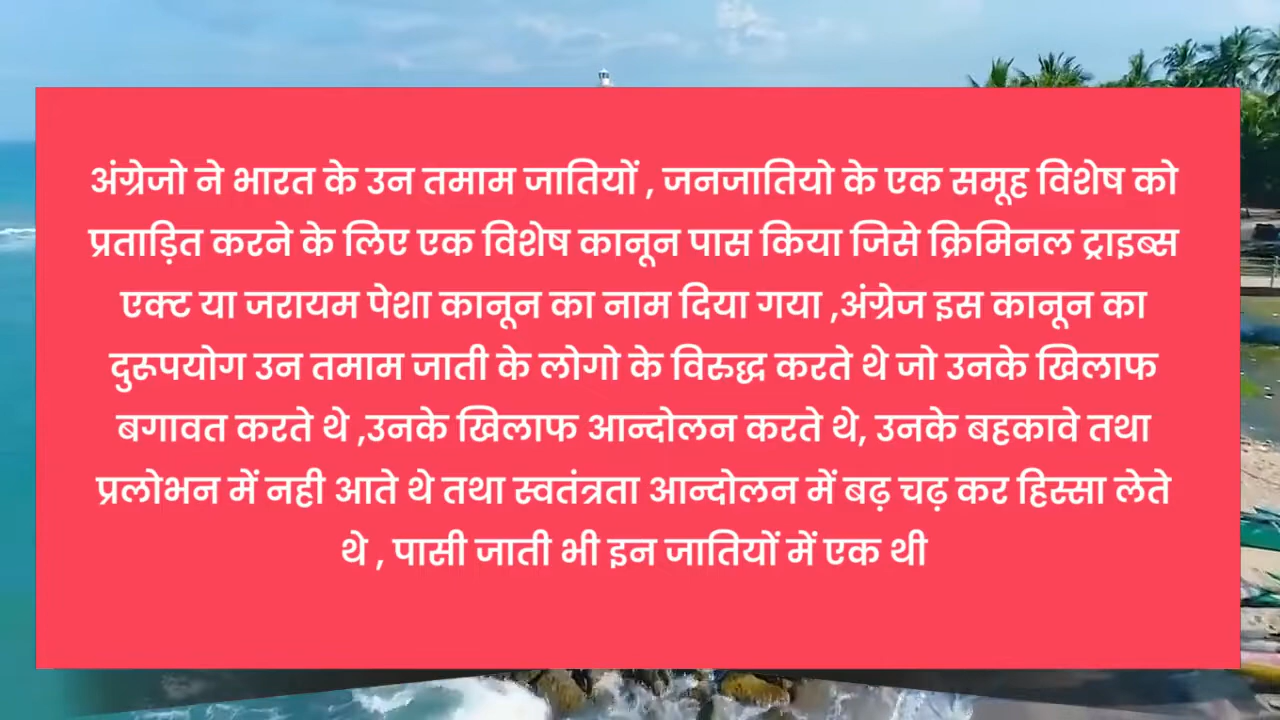 अंग्रेजो ने भारत के उन तमाम जातियों , जनजातियो के एक समूह विशेष को
प्रताड़ित करने के लिए एक विशेष कानून पास किया जिसे क्रिमिनल ट्राइब्स
एक्ट या जरायम पेशा कानून का नाम दिया गया ,अंग्रेज इस कानून का
दुरूपयोग उन तमाम जाती के लोगो के विरुद्ध करते थे जो उनके खिलाफ
बगावत करते थे ,उनके खिलाफ आन्दोलन करते थे, उनके बहकावे तथा
प्रलोभन में नही आते थे तथा स्वतंत्रता आन्दोलन में बढ़ चढ़ कर हिस्सा लेते
थे , पासी जाती भी इन जातियों में एक थी